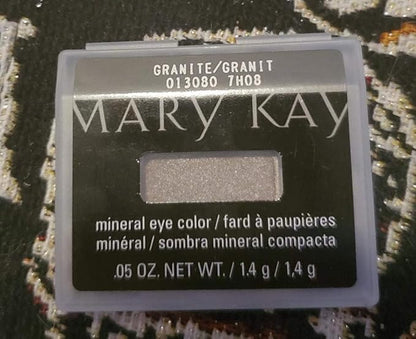 GRANITE/GRANIT
013080 7H08
MARY KAY
mineral eye color / fard à paupières
minéral / sombra mineral compacta
.05 OZ. NET WT. / 1.4 g / 1,4 g